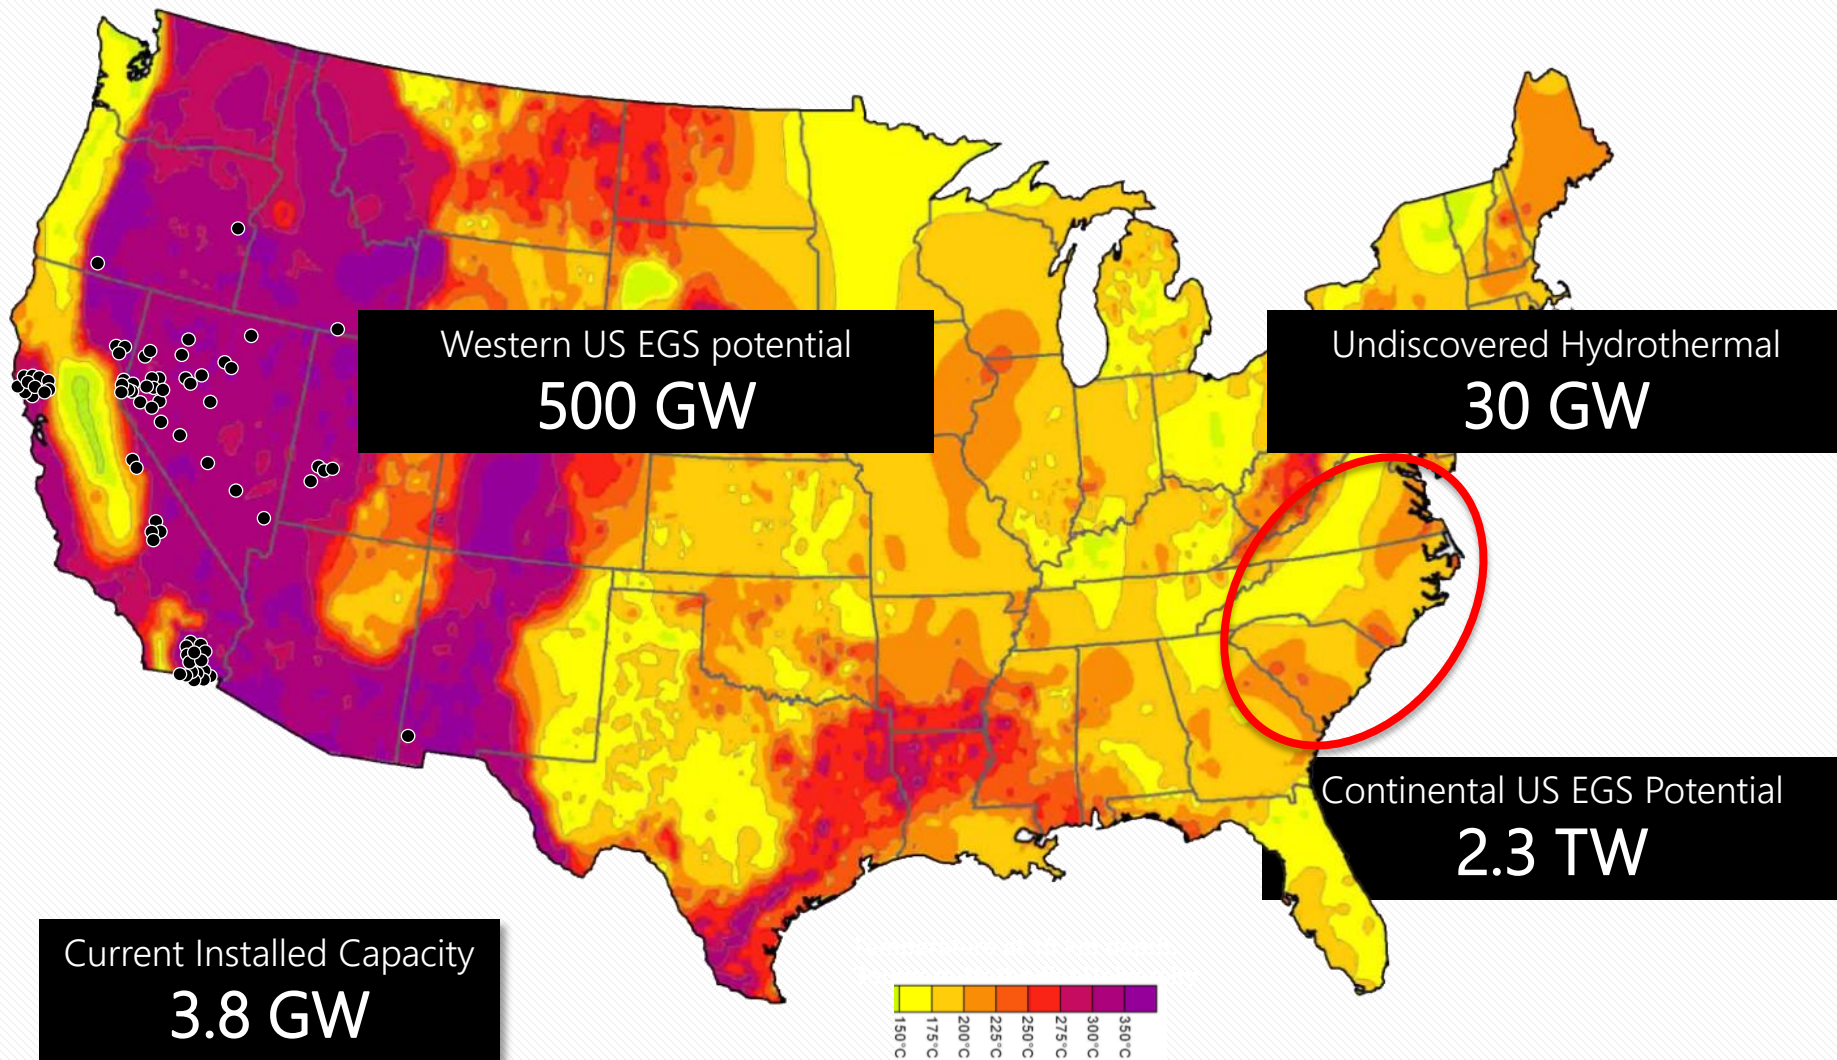 Western US EGS potential
500 GW
Undiscovered Hydrothermal
30 GW
Continental US EGS Potential
2.3 TW
Current Installed Capacity
3.8 GW
150°C
175°C
200°C
225°C
250°C
275°C
300°C
350°C